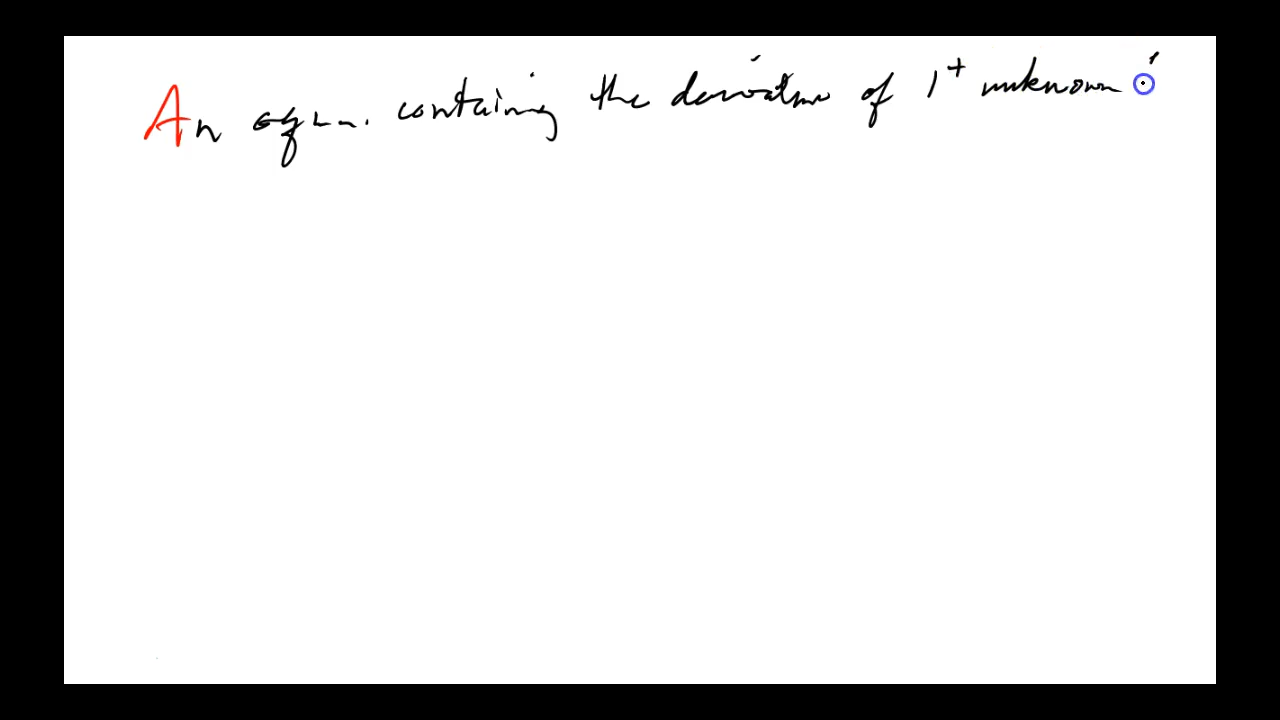 An eqn. containing the derivative of 1+ unknown